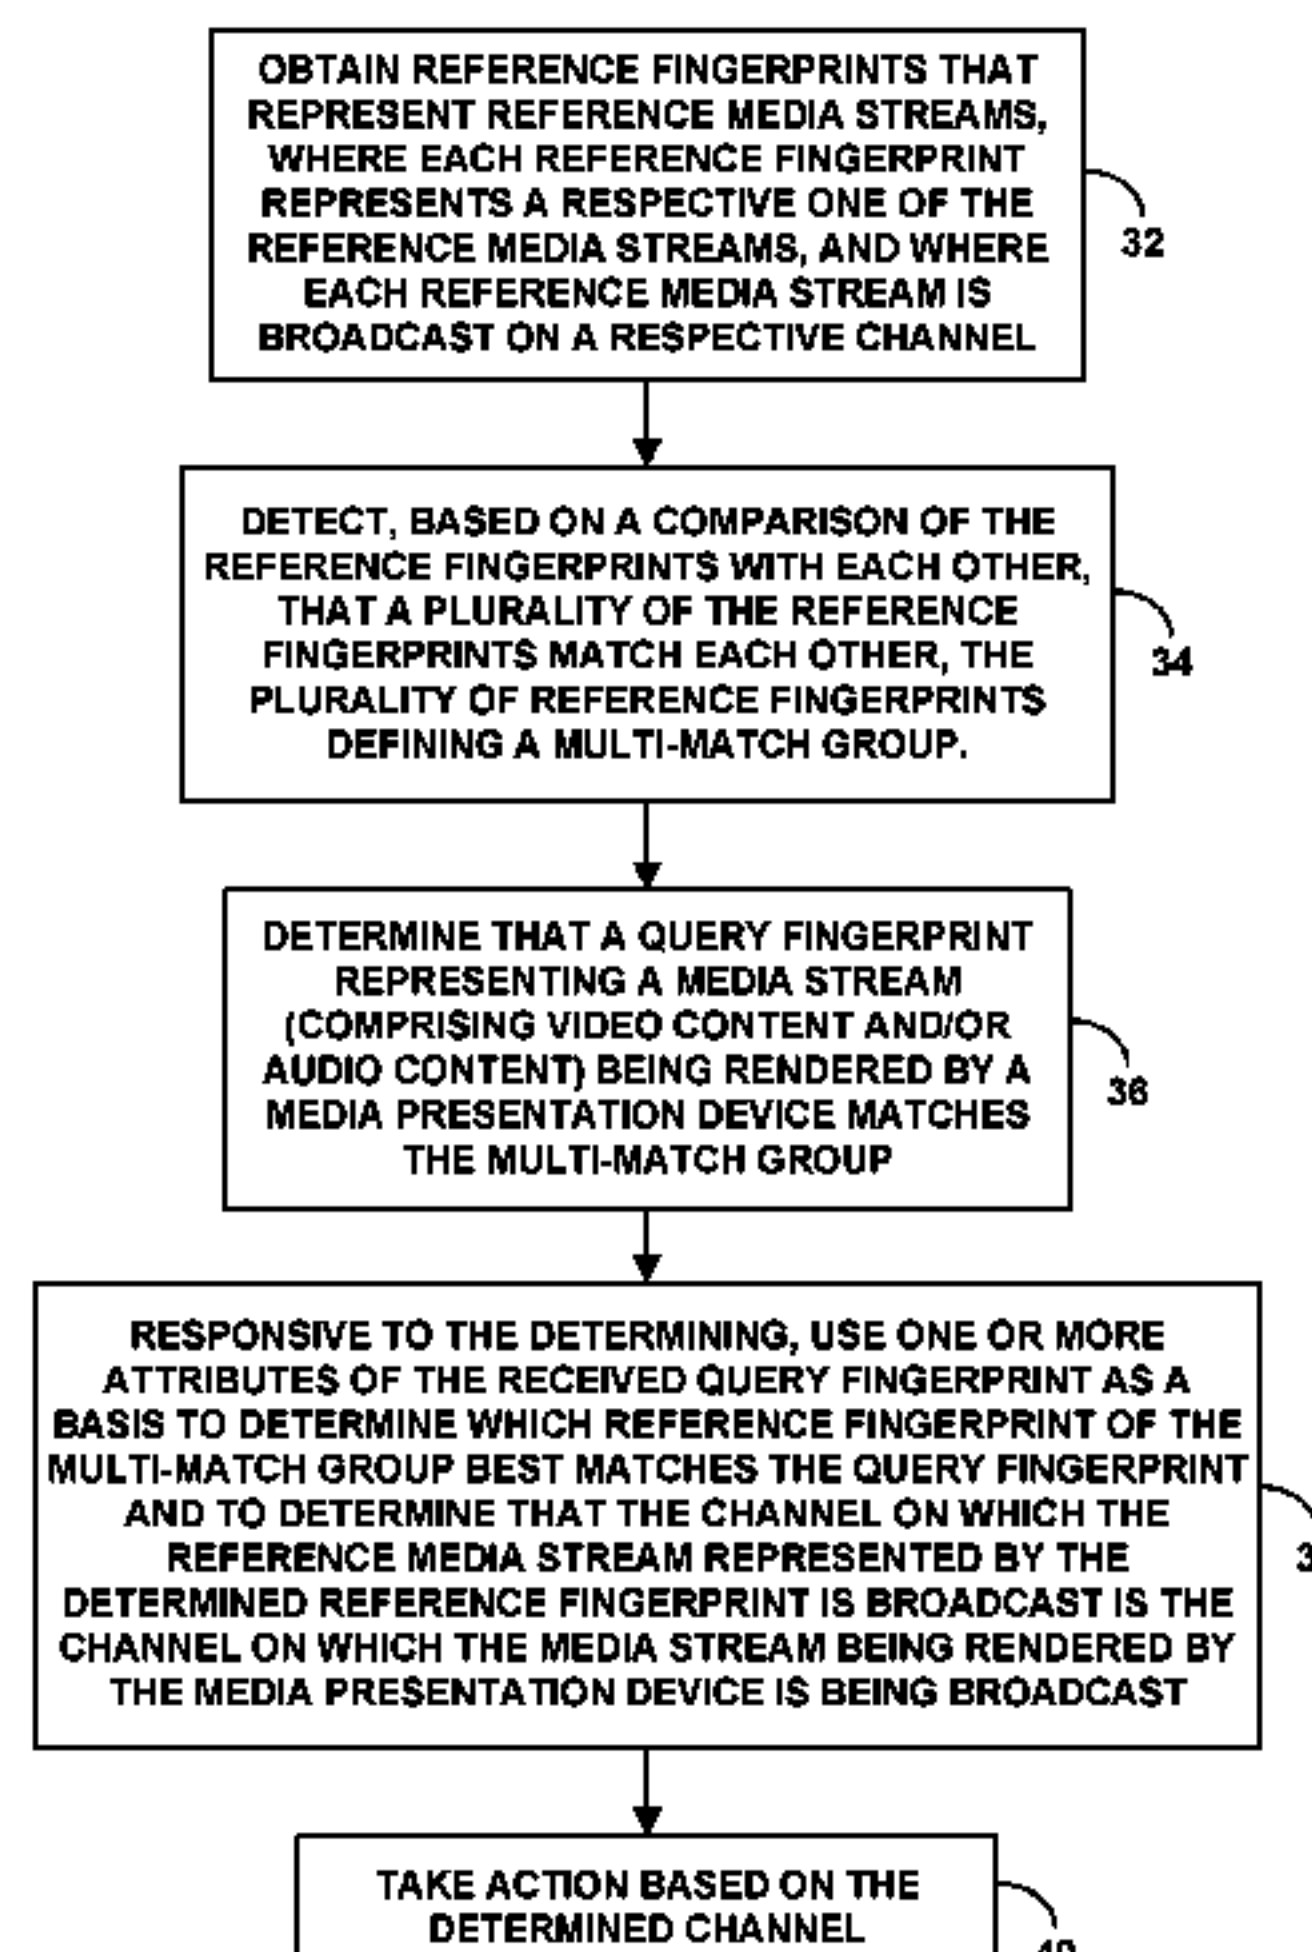 OBTAIN REFERENCE FINGERPRINTS THAT
REPRESENT REFERENCE MEDIA STREAMS,
WHERE EACH REFERENCE FINGERPRINT
REPRESENTS A RESPECTIVE ONE OF THE
REFERENCE MEDIA STREAMS, AND WHERE
EACH REFERENCE MEDIA STREAM IS
BROADCAST ON A RESPECTIVE CHANNEL
32
DETECT, BASED ON A COMPARISON OF THE
REFERENCE FINGERPRINTS WITH EACH OTHER,
THAT A PLURALITY OF THE REFERENCE
FINGERPRINTS MATCH EACH OTHER, THE
PLURALITY OF REFERENCE FINGERPRINTS
DEFINING A MULTI-MATCH GROUP.
34
DETERMINE THAT A QUERY FINGERPRINT
REPRESENTING A MEDIA STREAM
(COMPRISING VIDEO CONTENT AND/OR
AUDIO CONTENT) BEING RENDERED BY A
MEDIA PRESENTATION DEVICE MATCHES
THE MULTI-MATCH GROUP
36
RESPONSIVE TO THE DETERMINING, USE ONE OR MORE
ATTRIBUTES OF THE RECEIVED QUERY FINGERPRINT AS A
BASIS TO DETERMINE WHICH REFERENCE FINGERPRINT OF THE
MULTI-MATCH GROUP BEST MATCHES THE QUERY FINGERPRINT
AND TO DETERMINE THAT THE CHANNEL ON WHICH THE
REFERENCE MEDIA STREAM REPRESENTED BY THE
DETERMINED REFERENCE FINGERPRINT IS BROADCAST IS THE
CHANNEL ON WHICH THE MEDIA STREAM BEING RENDERED BY
THE MEDIA PRESENTATION DEVICE IS BEING BROADCAST
TAKE ACTION BASED ON THE
DETERMINED CHANNEL